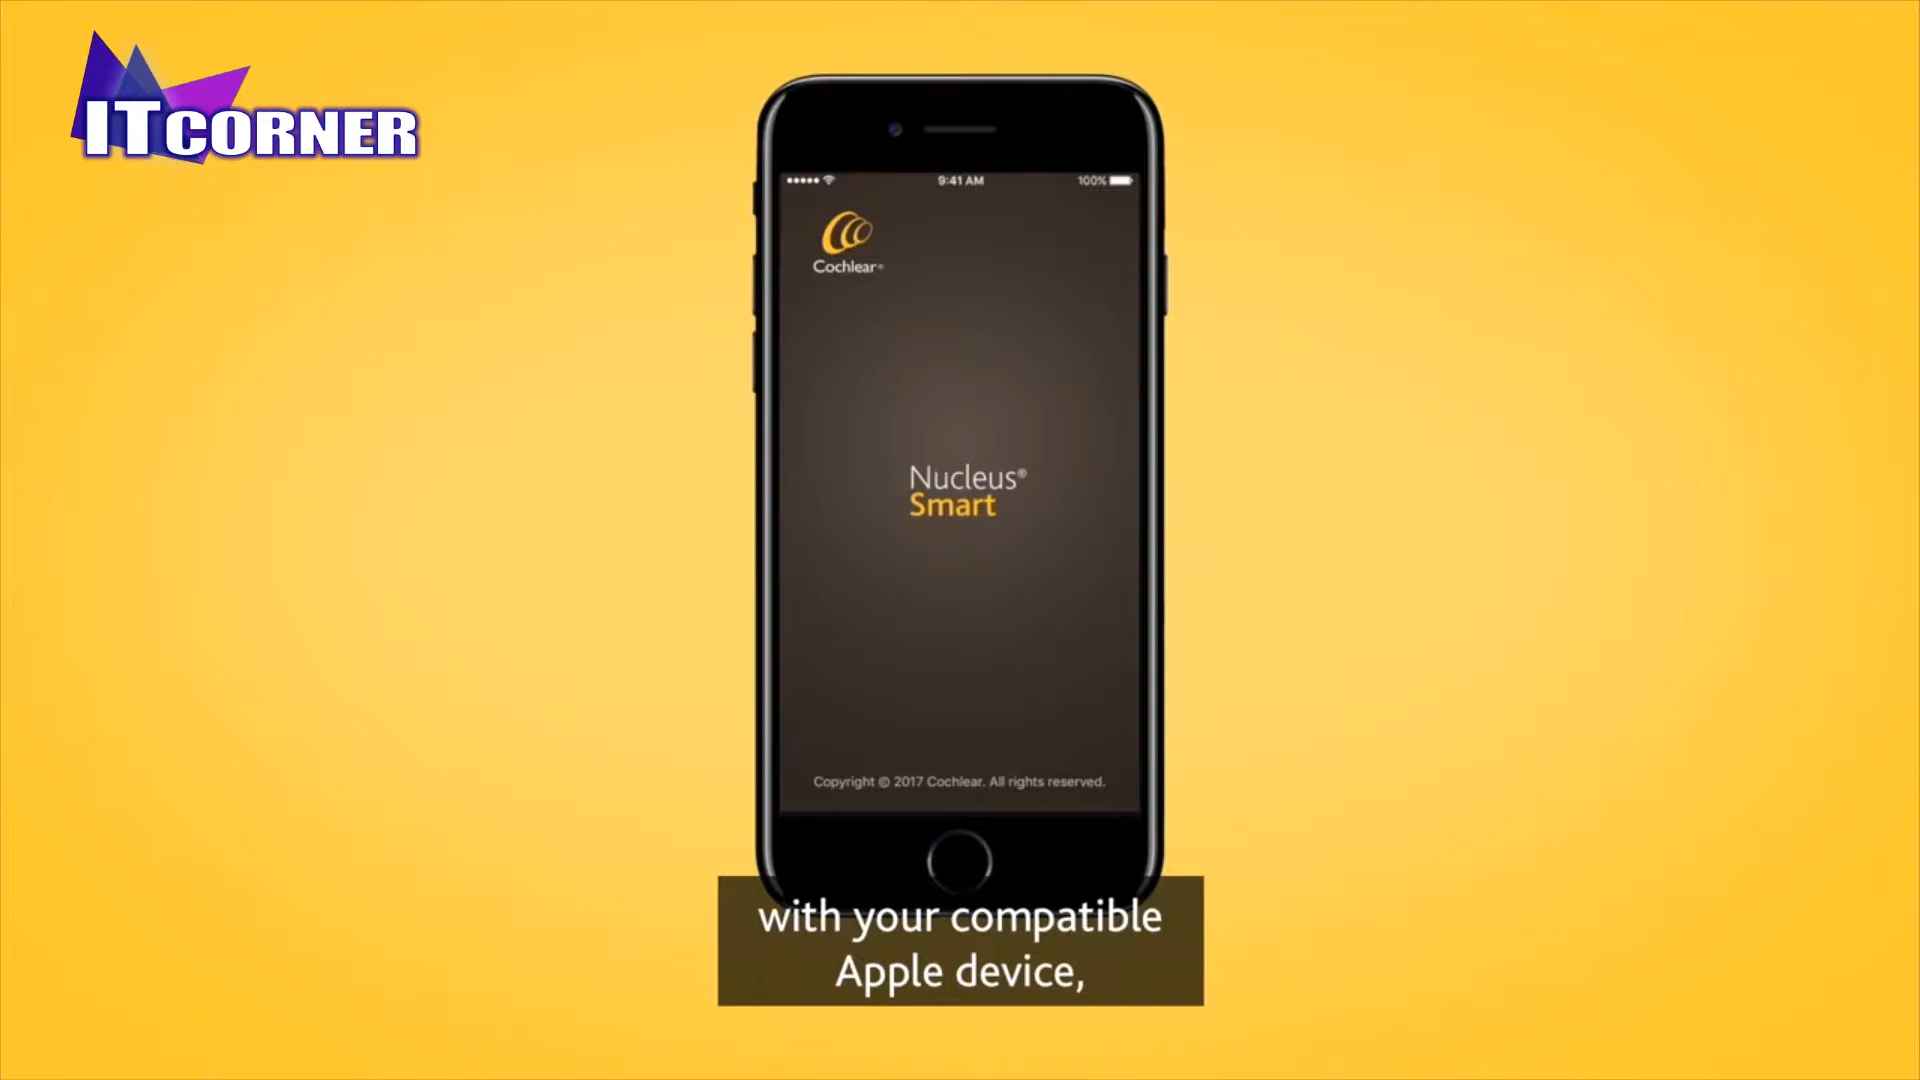 ITCORNER
9:41 AM
100%
Cochlear®
Nucleus®
Smart
Copyright © 2017 Cochlear. All rights reserved.
with your compatible
Apple device,